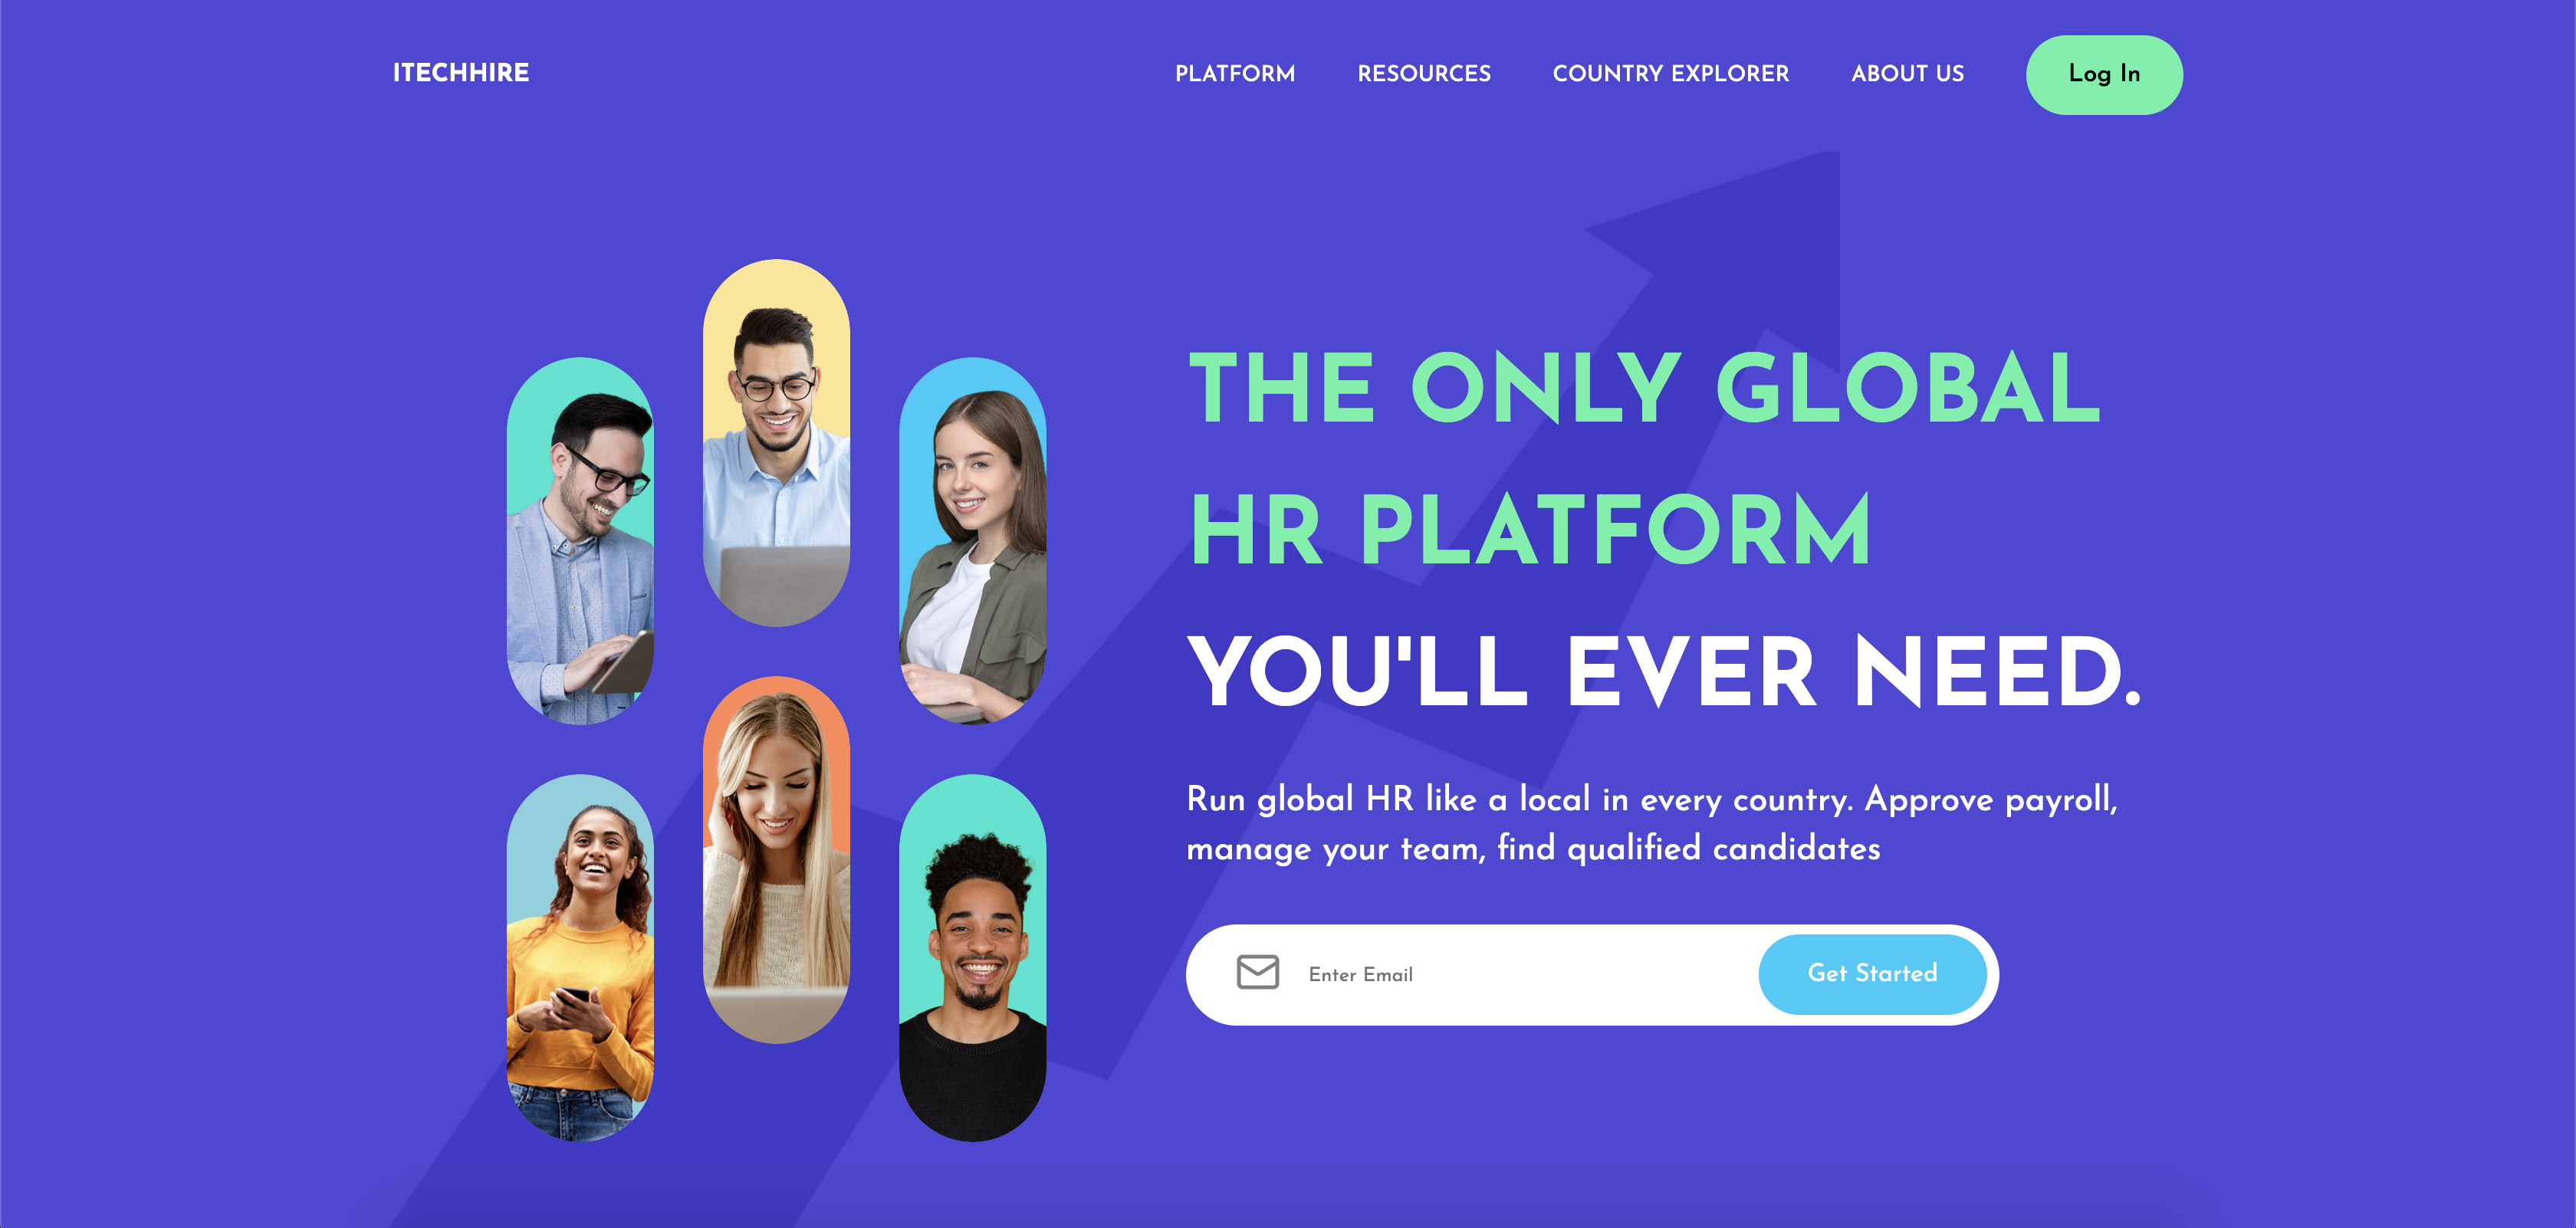 ITECHHIRE
PLATFORM
RESOURCES
COUNTRY EXPLORER
ABOUT US
Log In
THE ONLY GLOBAL
HR PLATFORM
YOU'LL EVER NEED.
Run global HR like a local in every country. Approve payroll,
manage your team, find qualified candidates
Enter Email
Get Started